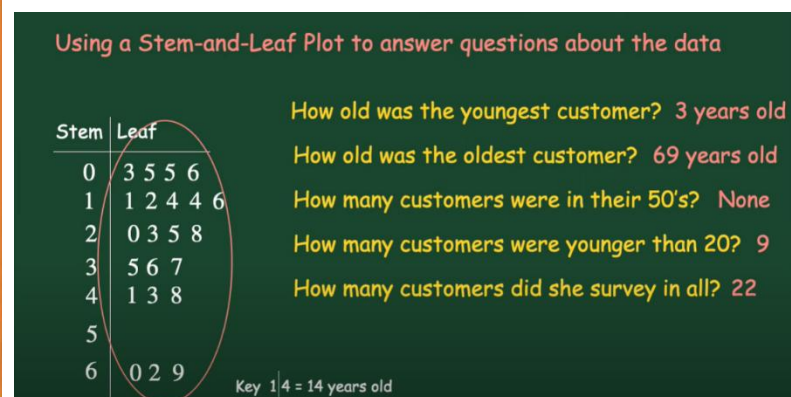 Using a Stem-and-Leaf Plot to answer questions about the data
Stem Leaf
0 3 5 5 6
1 1 2 4 4 6
2 0 3 5 8
3 5 6 7
4 1 3 8
5
6 0 2 9
Key 1|4 = 14 years old
How old was the youngest customer? 3 years old
How old was the oldest customer? 69 years old
How many customers were in their 50's? None
How many customers were younger than 20? 9
How many customers did she survey in all? 22